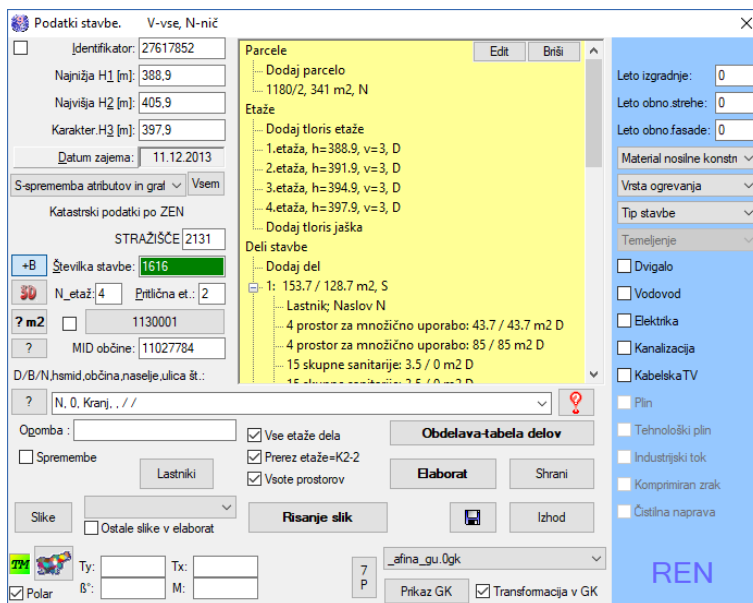 Podatki stavbe. V-vse, N-nič
Identifikator: 27617852
Najnižja H1 [m]: 388,9
Najvišja H2 [m]: 405,9
Karakter.H3 [m]: 397,9
Datum zajema: 11.12.2013
S-sprememba atributov in graf Vsem
Katastrski podatki po ZEN
STRAŽIŠČE 2131
+B Številka stavbe: 1616
3D N_etaž: 4 Pritlična et.: 2
? m2 1130001
? MID občine: 11027784
D/B/N,hsmid,občina,naselje,ulica št.:
Parcele Edit Briši
Dodaj parcelo
1180/2, 341 m2, N
Etaže
Dodaj tloris etaže
1.etaža, h=388.9, v=3, D
2.etaža, h=391.9, v=3, D
3.etaža, h=394.9, v=3, D
4.etaža, h=397.9, v=3, D
Dodaj tloris jaška
Deli stavbe
Dodaj del
1: 153.7 / 128.7 m2, S
Lastnik; Naslov N
4 prostor za množično uporabo: 43.7 / 43.7 m2 D
4 prostor za množično uporabo: 85 / 85 m2 D
15 skupne sanitarije: 3.5 / 0 m2 D
15 skupne sanitarije: 3.5 / 0 m2 D
? N, 0, Kranj, , / /
Opomba :
Spremembe
Lastniki
Vse etaže dela
Prerez etaže=K2-2
Vsote prostorov
Obdelava-tabela delov
Elaborat Shrani
Slike
Ostale slike v elaborat
Risanje slik
Izhod
TM
Polar
Ty: Tx:
ß°: M:
7
P
_afina_gu.0gk
Prikaz GK Transformacija v GK
Leto izgradnje: 0
Leto obno.strehe: 0
Leto obno.fasade: 0
Material nosilne konstr
Vrsta ogrevanja
Tip stavbe
Temeljenje
Dvigalo
Vodovod
Elektrika
Kanalizacija
KabelskaTV
Plin
Tehnološki plin
Industrijski tok
Komprimiran zrak
Čistilna naprava
REN